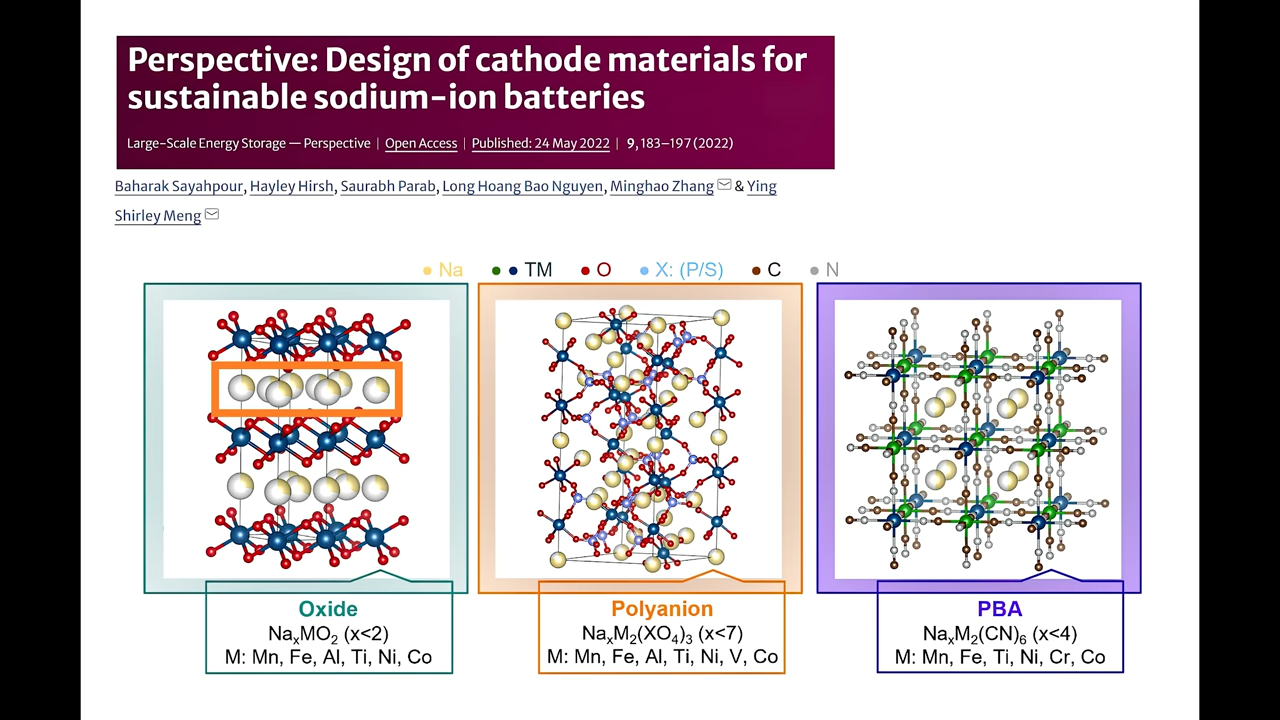 Perspective: Design of cathode materials for
sustainable sodium-ion batteries
Large-Scale Energy Storage — Perspective | Open Access | Published: 24 May 2022 | 9, 183–197 (2022)
Baharak Sayahpour, Hayley Hirsh, Saurabh Parab, Long Hoang Bao Nguyen, Minghao Zhang & Ying
Shirley Meng
Na TM O X: (P/S) C N
Oxide
NaₓMO₂ (x<2)
M: Mn, Fe, Al, Ti, Ni, Co
Polyanion
NaₓM₂(XO₄)₃ (x<7)
M: Mn, Fe, Al, Ti, Ni, V, Co
PBA
NaₓM₂(CN)₆ (x<4)
M: Mn, Fe, Ti, Ni, Cr, Co